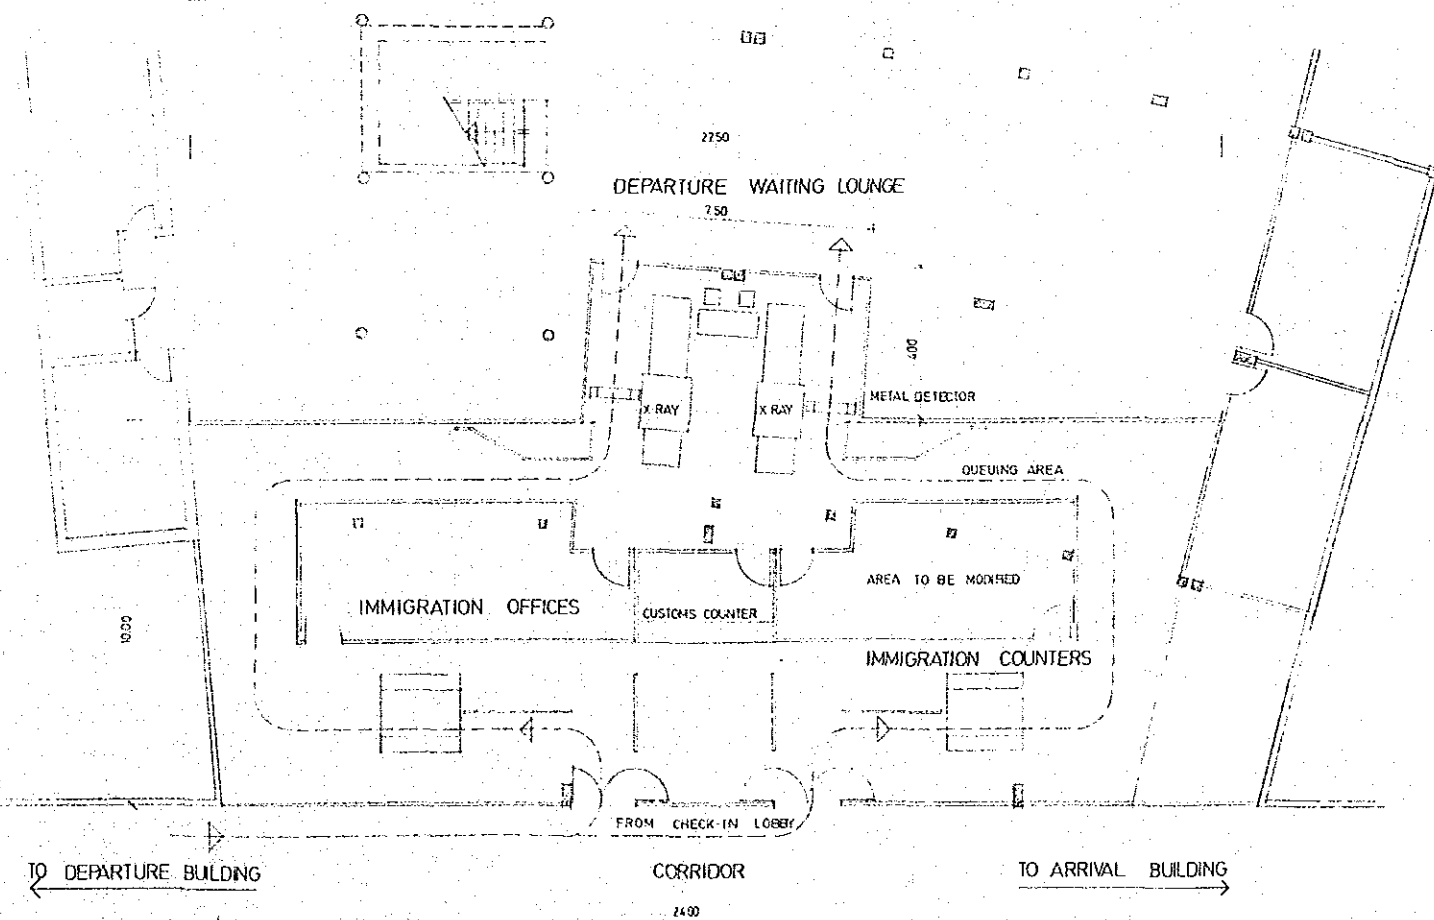 2250
DEPARTURE WAITING LOUNGE
750
400
METAL DETECTOR
X RAY
X RAY
QUEUING AREA
AREA TO BE MODIFIED
IMMIGRATION OFFICES
CUSTOMS COUNTER
1000
IMMIGRATION COUNTERS
FROM CHECK-IN LOBBY
TO DEPARTURE BUILDING
CORRIDOR
TO ARRIVAL BUILDING
2400